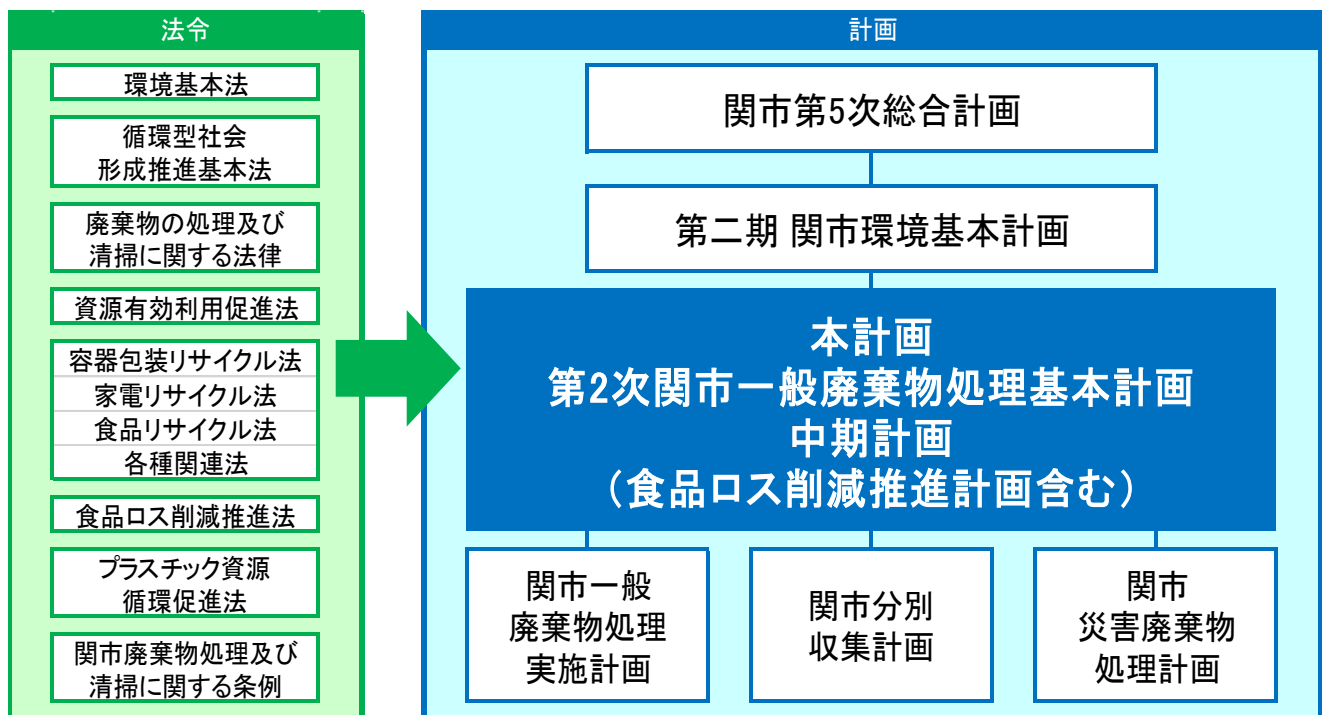 法令
環境基本法
循環型社会
形成推進基本法
廃棄物の処理及び
清掃に関する法律
資源有効利用促進法
容器包装リサイクル法
家電リサイクル法
食品リサイクル法
各種関連法
食品ロス削減推進法
プラスチック資源
循環促進法
関市廃棄物処理及び
清掃に関する条例
計画
関市第5次総合計画
第二期 関市環境基本計画
本計画
第2次関市一般廃棄物処理基本計画
中期計画
（食品ロス削減推進計画含む）
関市一般
廃棄物処理
実施計画
関市分別
収集計画
関市
災害廃棄物
処理計画